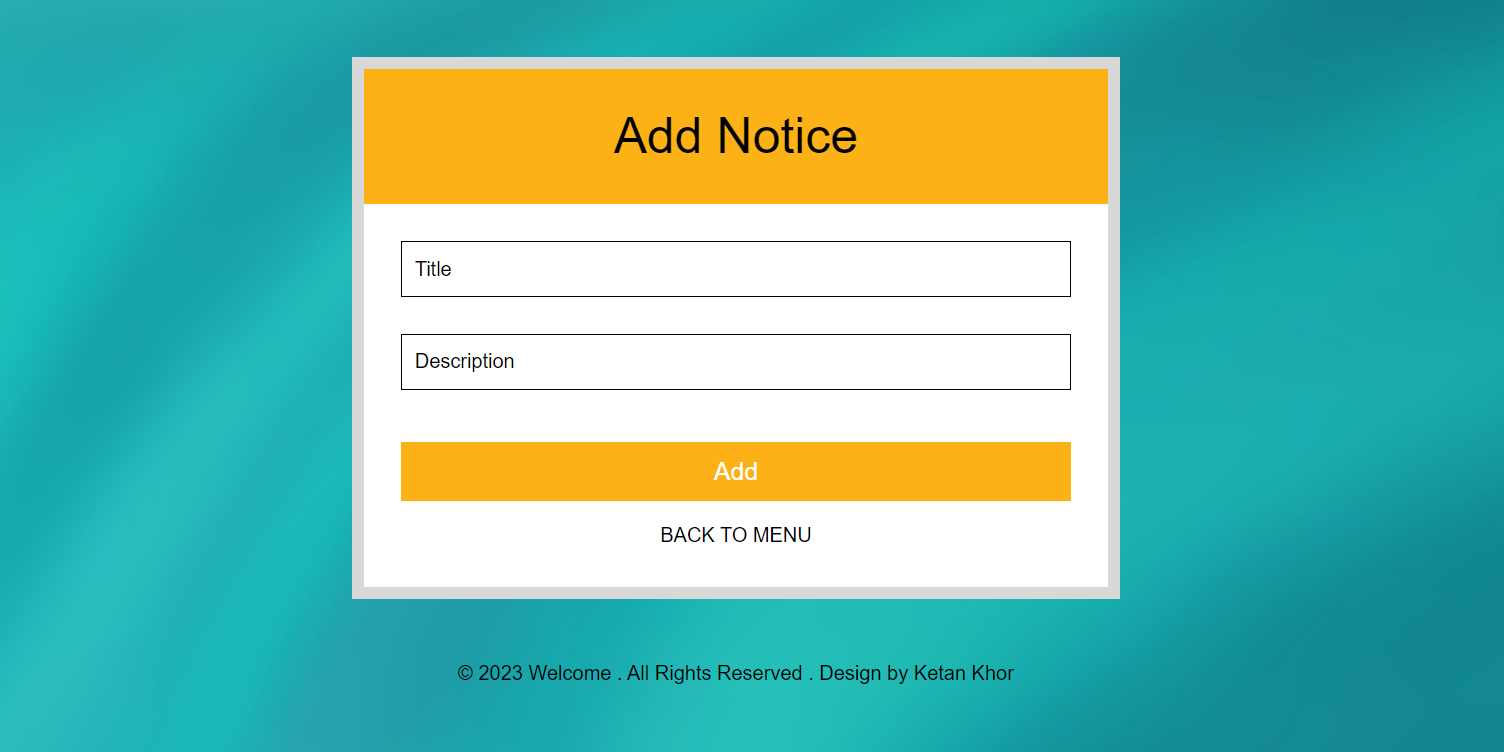 Add Notice
Title
Description
Add
BACK TO MENU
© 2023 Welcome . All Rights Reserved . Design by Ketan Khor